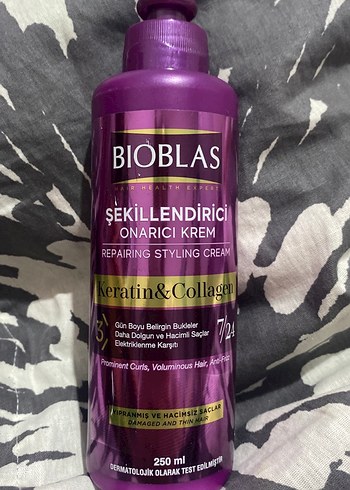 BIOBLAS
HAIR HEALTH EXPERT
ŞEKİLLENDİRİCİ
ONARICI KREM
REPAIRING STYLING CREAM
Keratin&Collagen
Gün Boyu Belirgin Bukleler
Daha Dolgun ve Hacimli Saçlar
Elektriklenme Karşıtı
7/24
Prominent Curls, Voluminous Hair, Anti-Frizz
YIPRANMIŞ VE HACİMSİZ SAÇLAR
DAMAGED AND THIN HAIR
250 ml
DERMATOLOJİK OLARAK TEST EDİLMİŞTİR